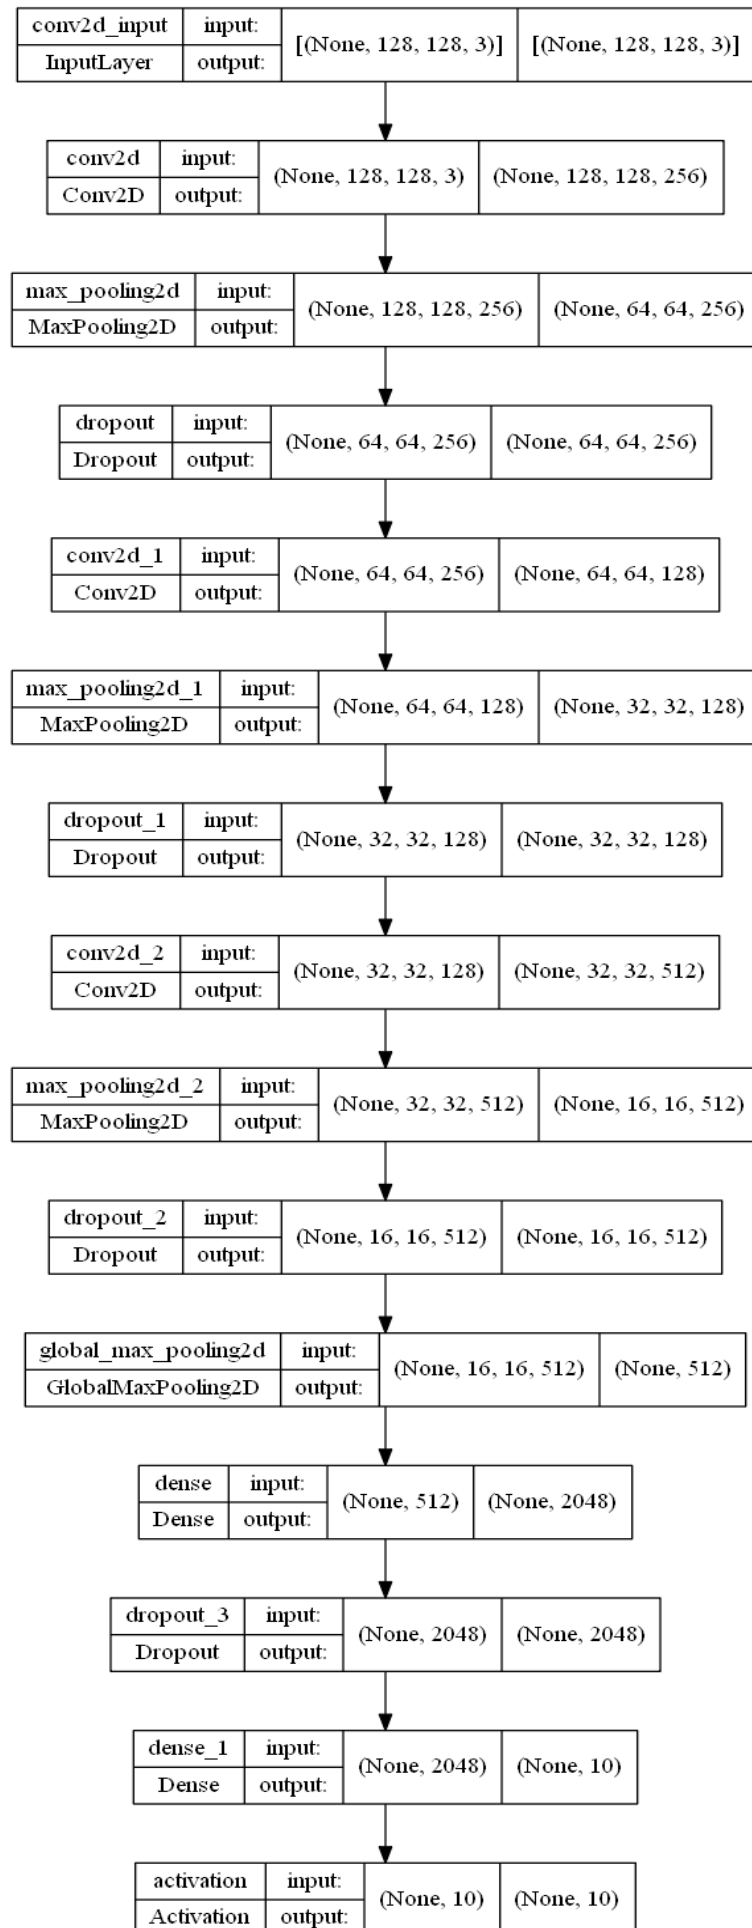 conv2d_input input: [(None, 128, 128, 3)] [(None, 128, 128, 3)]
InputLayer output:
conv2d input: (None, 128, 128, 3) (None, 128, 128, 256)
Conv2D output:
max_pooling2d input: (None, 128, 128, 256) (None, 64, 64, 256)
MaxPooling2D output:
dropout input: (None, 64, 64, 256) (None, 64, 64, 256)
Dropout output:
conv2d_1 input: (None, 64, 64, 256) (None, 64, 64, 128)
Conv2D output:
max_pooling2d_1 input: (None, 64, 64, 128) (None, 32, 32, 128)
MaxPooling2D output:
dropout_1 input: (None, 32, 32, 128) (None, 32, 32, 128)
Dropout output:
conv2d_2 input: (None, 32, 32, 128) (None, 32, 32, 512)
Conv2D output:
max_pooling2d_2 input: (None, 32, 32, 512) (None, 16, 16, 512)
MaxPooling2D output:
dropout_2 input: (None, 16, 16, 512) (None, 16, 16, 512)
Dropout output:
global_max_pooling2d input: (None, 16, 16, 512) (None, 512)
GlobalMaxPooling2D output:
dense input: (None, 512) (None, 2048)
Dense output:
dropout_3 input: (None, 2048) (None, 2048)
Dropout output:
dense_1 input: (None, 2048) (None, 10)
Dense output:
activation input: (None, 10) (None, 10)
Activation output: